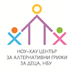 НОУ-ХАУ ЦЕНТЪР
ЗА АЛТЕРНАТИВНИ ГРИЖИ
ЗА ДЕЦА, НБУ